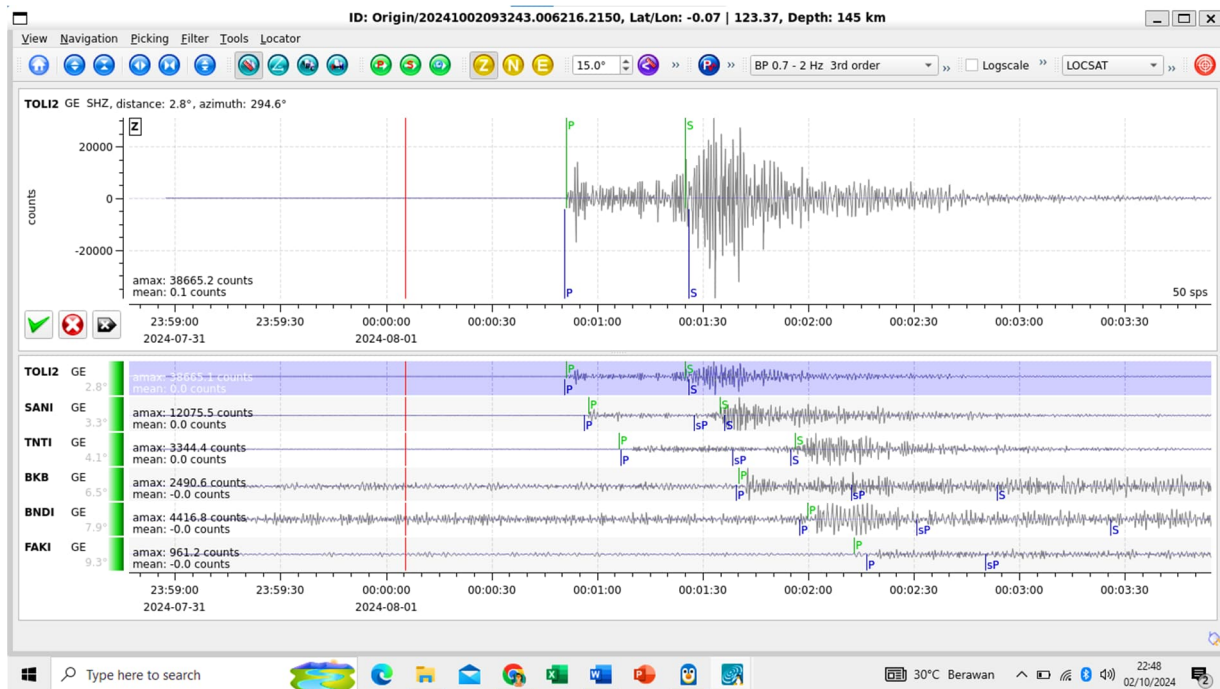 ID: Origin/20241002093243.006216.2150, Lat/Lon: -0.07 | 123.37, Depth: 145 km
View Navigation Picking Filter Tools Locator
P S Z N E 15.0° » P » BP 0.7 - 2 Hz 3rd order » Logscale » LOCSAT »
TOLI2 GE SHZ, distance: 2.8°, azimuth: 294.6°
Z
P S
20000
0
-20000
counts
amax: 38665.2 counts
mean: 0.1 counts
P S
50 sps
23:59:00 23:59:30 00:00:00 00:00:30 00:01:00 00:01:30 00:02:00 00:02:30 00:03:00 00:03:30
2024-07-31 2024-08-01
TOLI2 GE P S
2.8° amax: 38665.1 counts
mean: 0.0 counts P S
SANI GE P S
3.3° amax: 12075.5 counts
mean: 0.0 counts P sP S
TNTI GE P S
4.1° amax: 3344.4 counts
mean: 0.0 counts P sP S
BKB GE P
6.5° amax: 2490.6 counts
mean: -0.0 counts P sP S
BNDI GE P
7.9° amax: 4416.8 counts
mean: -0.0 counts P sP S
FAKI GE P
9.3° amax: 961.2 counts
mean: -0.0 counts P sP
23:59:00 23:59:30 00:00:00 00:00:30 00:01:00 00:01:30 00:02:00 00:02:30 00:03:00 00:03:30
2024-07-31 2024-08-01
Type here to search
30°C Berawan
22:48
02/10/2024
2